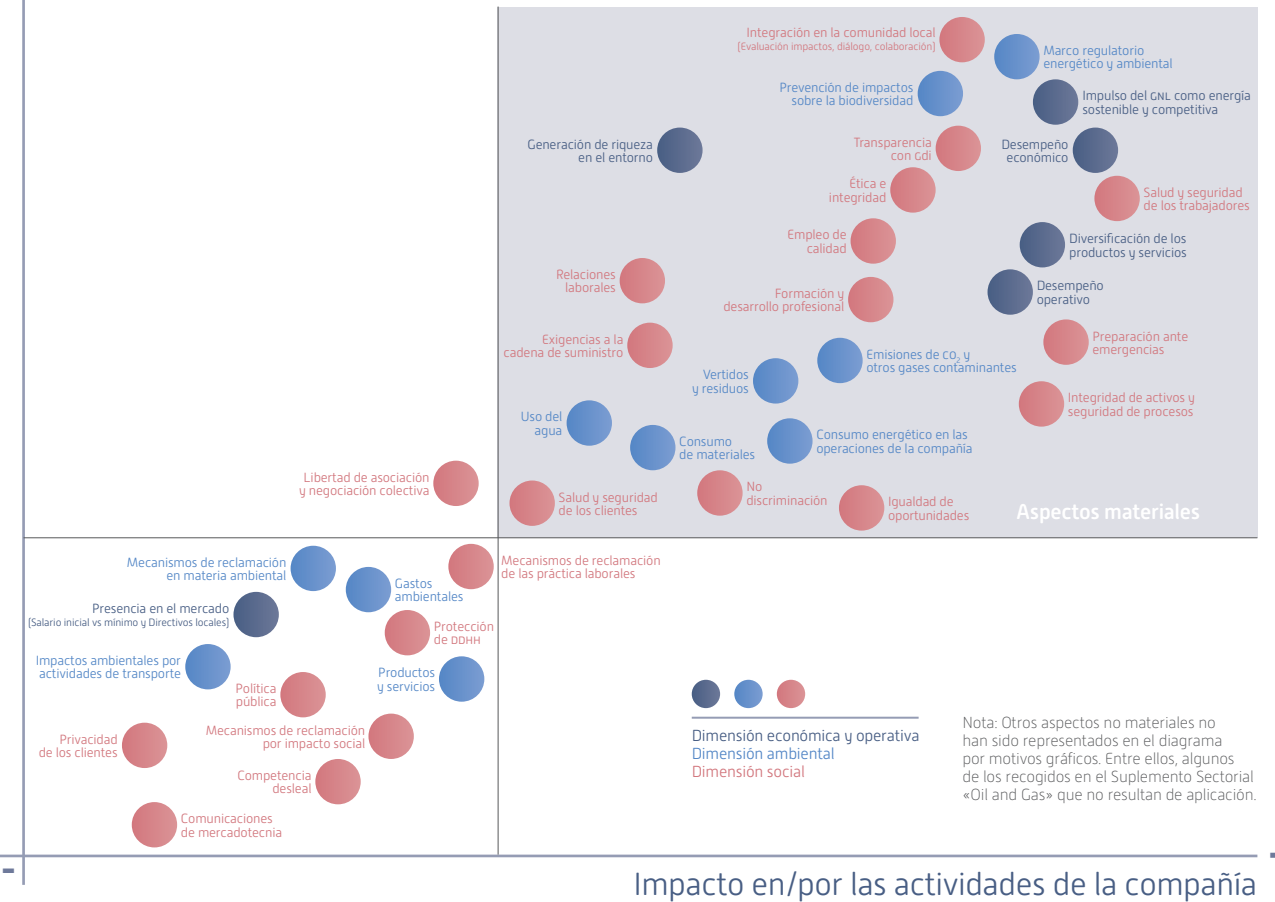 Integración en la comunidad local
(Evaluación impactos, diálogo, colaboración)
Marco regulatorio
energético y ambiental
Prevención de impactos
sobre la biodiversidad
Impulso del GNL como energía
sostenible y competitiva
Generación de riqueza
en el entorno
Transparencia
con GdI
Desempeño
económico
Ética e
integridad
Salud y seguridad
de los trabajadores
Empleo de
calidad
Diversificación de los
productos y servicios
Relaciones
laborales
Formación y
desarrollo profesional
Desempeño
operativo
Exigencias a la
cadena de suministro
Preparación ante
emergencias
Emisiones de CO₂ y
otros gases contaminantes
Vertidos
y residuos
Integridad de activos y
seguridad de procesos
Uso del
agua
Consumo
de materiales
Consumo energético en las
operaciones de la compañía
Libertad de asociación
y negociación colectiva
Salud y seguridad
de los clientes
No
discriminación
Igualdad de
oportunidades
Aspectos materiales
Mecanismos de reclamación
en materia ambiental
Mecanismos de reclamación
de las práctica laborales
Gastos
ambientales
Presencia en el mercado
(Salario inicial vs mínimo y Directivos locales)
Protección
de DDHH
Impactos ambientales por
actividades de transporte
Productos
y servicios
Política
pública
Mecanismos de reclamación
por impacto social
Privacidad
de los clientes
Competencia
desleal
Comunicaciones
de mercadotecnia
Dimensión económica y operativa
Dimensión ambiental
Dimensión social
Nota: Otros aspectos no materiales no
han sido representados en el diagrama
por motivos gráficos. Entre ellos, algunos
de los recogidos en el Suplemento Sectorial
«Oil and Gas» que no resultan de aplicación.
-
Impacto en/por las actividades de la compañía